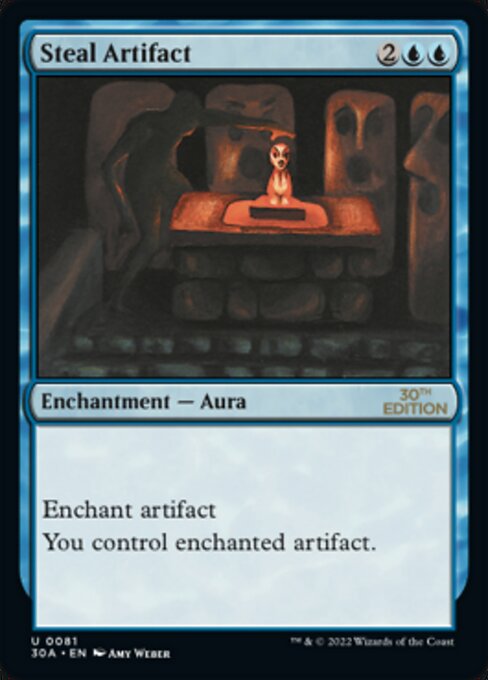 Steal Artifact 2
Enchantment — Aura
30TH
EDITION
Enchant artifact
You control enchanted artifact.
U 0081
30A • EN Amy Weber
™ & © 2022 Wizards of the Coast